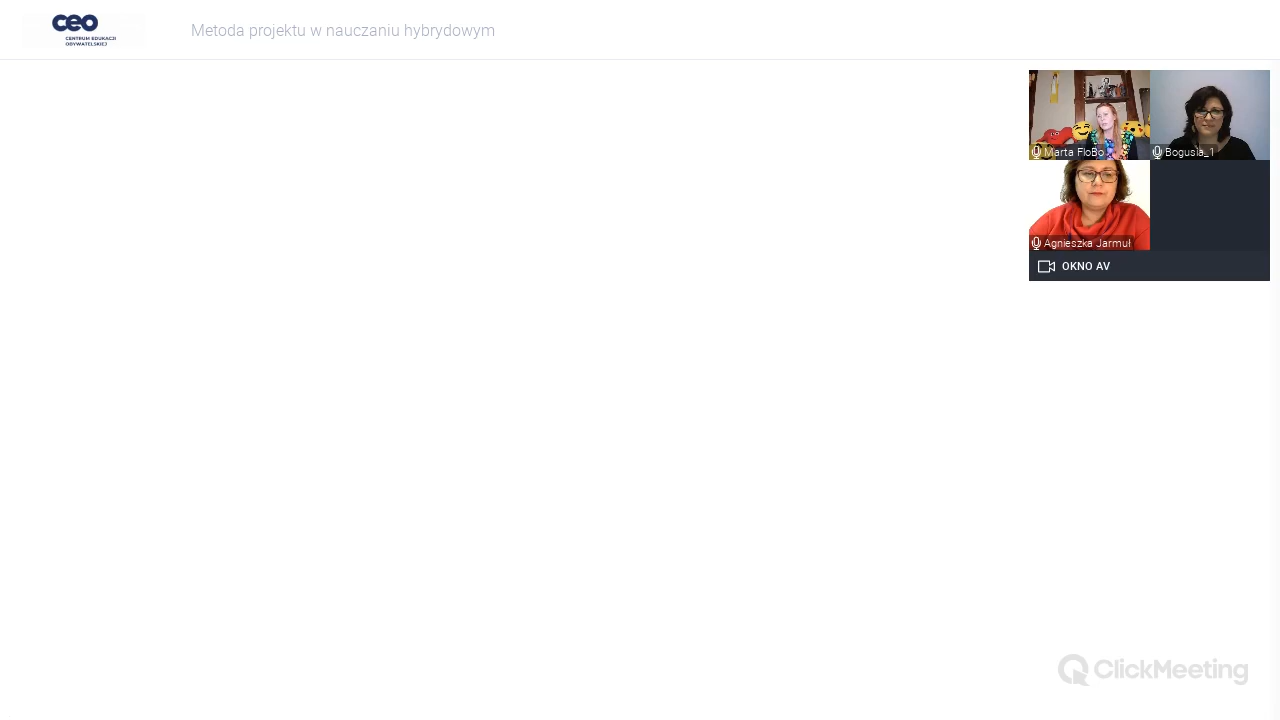 ceo
CENTRUM EDUKACJI
OBYWATELSKIEJ
Metoda projektu w nauczaniu hybrydowym
Marta FloBo
Bogusia_1
Agnieszka Jarmuł
OKNO AV
ClickMeeting